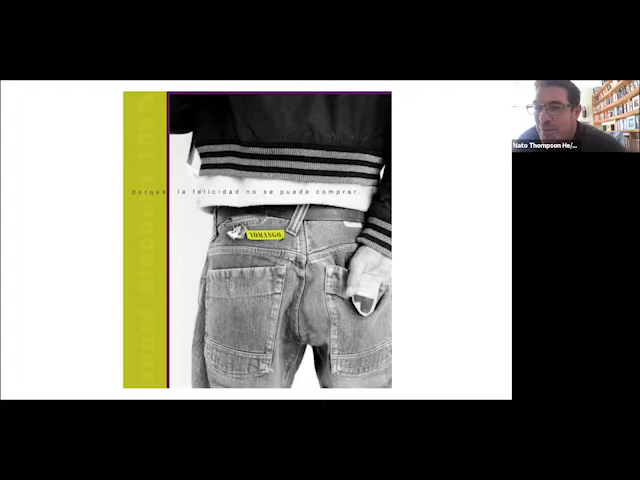 porque la felicidad no se puede comprar.
YOMANGO
Nato Thompson He/...